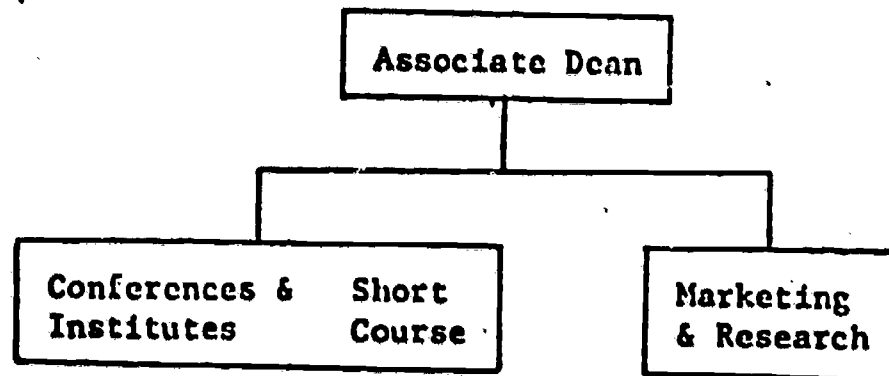 Associate Dean
Conferences & Short
Institutes Course
Marketing
& Research